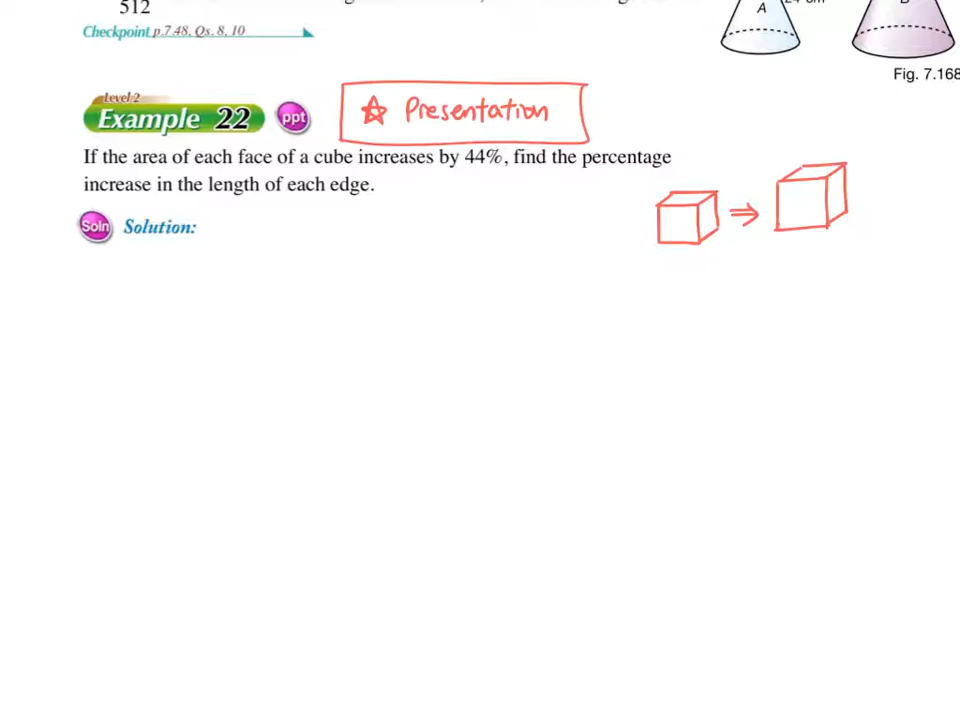 512
Checkpoint p.7.48, Qs. 8, 10
A
24 cm
B
Fig. 7.168
Level 2
Example 22 ppt
☆ Presentation
If the area of each face of a cube increases by 44%, find the percentage
increase in the length of each edge.
Soln Solution: